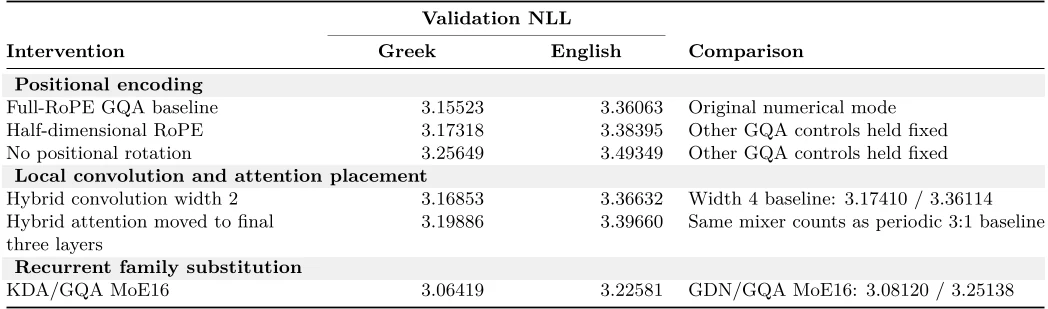 Validation NLL
Intervention Greek English Comparison
Positional encoding
Full-RoPE GQA baseline 3.15523 3.36063 Original numerical mode
Half-dimensional RoPE 3.17318 3.38395 Other GQA controls held fixed
No positional rotation 3.25649 3.49349 Other GQA controls held fixed
Local convolution and attention placement
Hybrid convolution width 2 3.16853 3.36632 Width 4 baseline: 3.17410 / 3.36114
Hybrid attention moved to final 3.19886 3.39660 Same mixer counts as periodic 3:1 baseline
three layers
Recurrent family substitution
KDA/GQA MoE16 3.06419 3.22581 GDN/GQA MoE16: 3.08120 / 3.25138